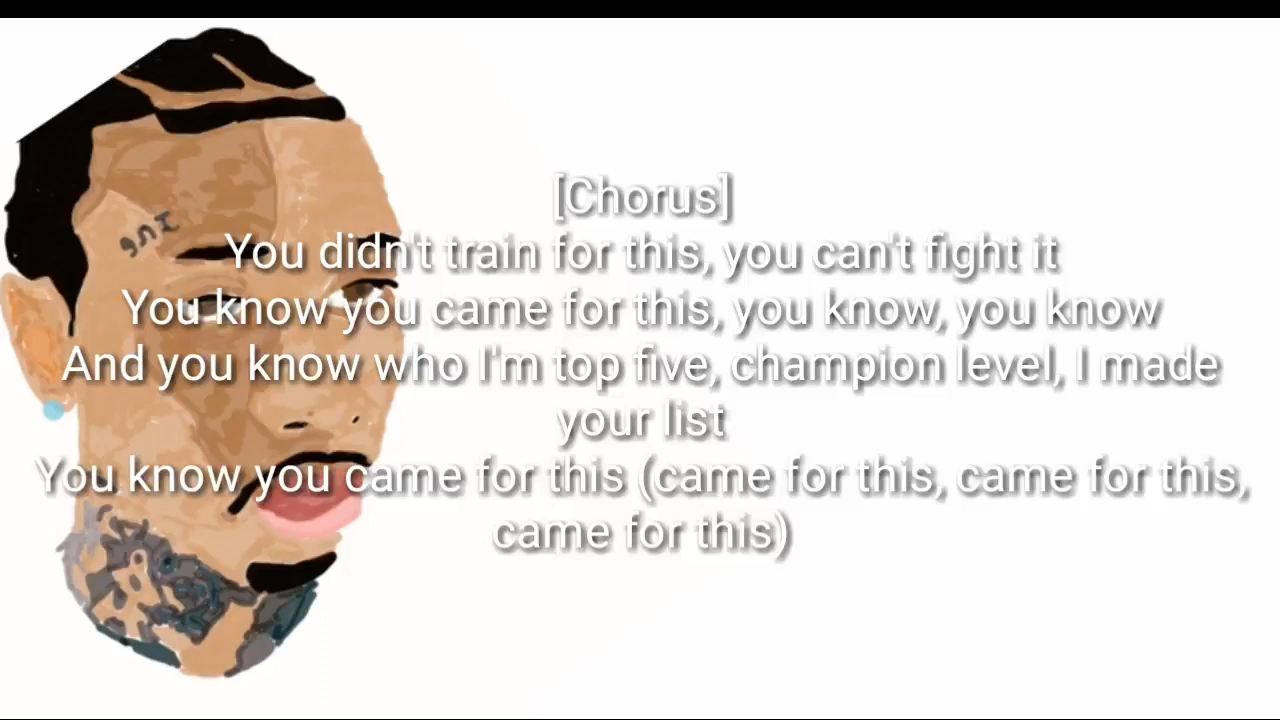 [Chorus]
You didn't train for this, you can't fight it
You know you came for this, you know, you know
And you know who I'm top five, champion level, I made
your list
You know you came for this (came for this, came for this,
came for this)